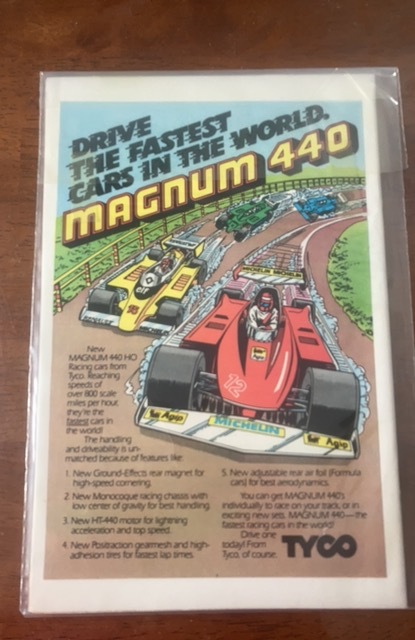 DRIVE
THE FASTEST
CARS IN THE WORLD.
MAGNUM 440
elf
MICHELIN MICHELIN
12
Agip
MICHELIN
Agip
New
MAGNUM 440 HO
Racing cars from
Tyco. Reaching
speeds of
over 800 scale
miles per hour,
they're the
fastest cars in
the world!
The handling
and driveability is un-
matched because of features like:
1. New Ground-Effects rear magnet for
high-speed cornering.
2. New Monocoque racing chassis with
low center of gravity for best handling.
3. New HT-440 motor for lightning
acceleration and top speed.
4. New Positraction gearmesh and high-
adhesion tires for fastest lap times.
5. New adjustable rear air foil (Formula
cars) for best aerodynamics.
You can get MAGNUM 440's
individually to race on your track, or in
exciting new sets. MAGNUM 440—the
fastest racing cars in the world!
Drive one
today! From
Tyco, of course.
TYCO